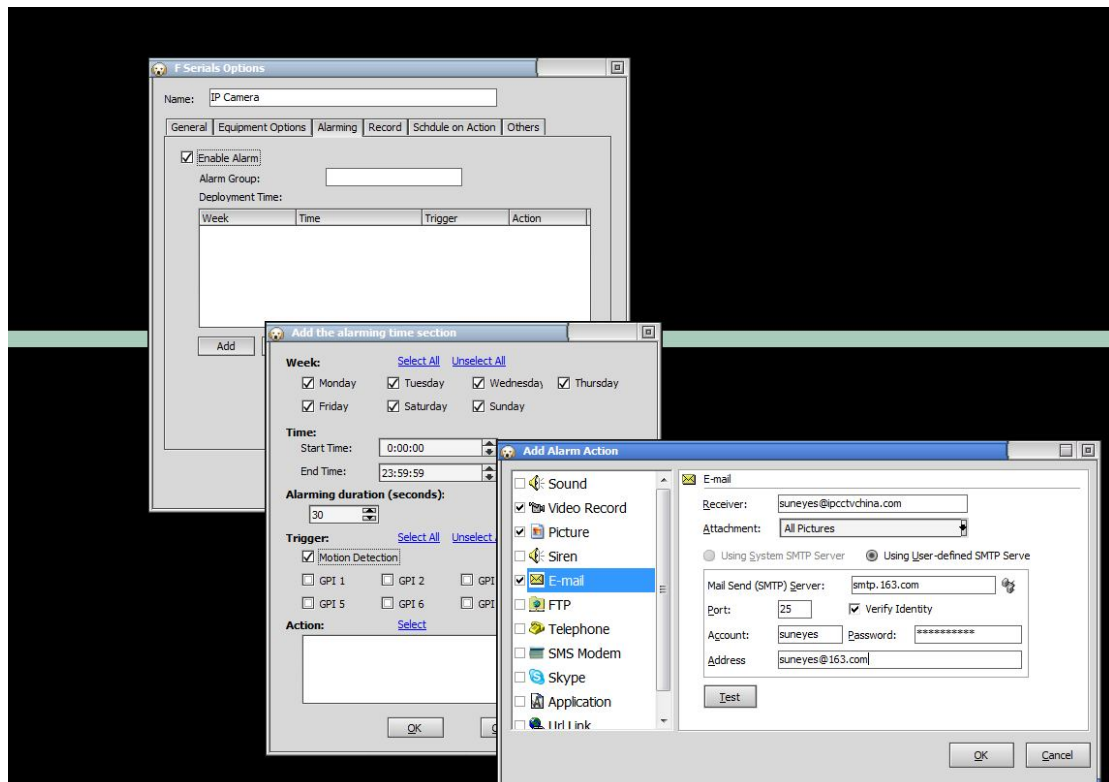 F Serials Options
Name: IP Camera
General Equipment Options Alarming Record Schdule on Action Others
Enable Alarm
Alarm Group:
Deployment Time:
Week Time Trigger Action
Add
Add the alarming time section
Week: Select All Unselect All
Monday Tuesday Wednesday Thursday
Friday Saturday Sunday
Time:
Start Time: 0:00:00
End Time: 23:59:59
Alarming duration (seconds):
30
Trigger: Select All Unselect
Motion Detection
GPI 1 GPI 2 GPI
GPI 5 GPI 6 GPI
Action: Select
OK
Add Alarm Action
Sound
Video Record
Picture
Siren
E-mail
FTP
Telephone
SMS Modem
Skype
Application
Url Link
E-mail
Receiver: suneyes@ipcctvchina.com
Attachment: All Pictures
Using System SMTP Server Using User-defined SMTP Serve
Mail Send (SMTP) Server: smtp.163.com
Port: 25 Verify Identity
Account: suneyes Password: **********
Address suneyes@163.com
Test
OK Cancel